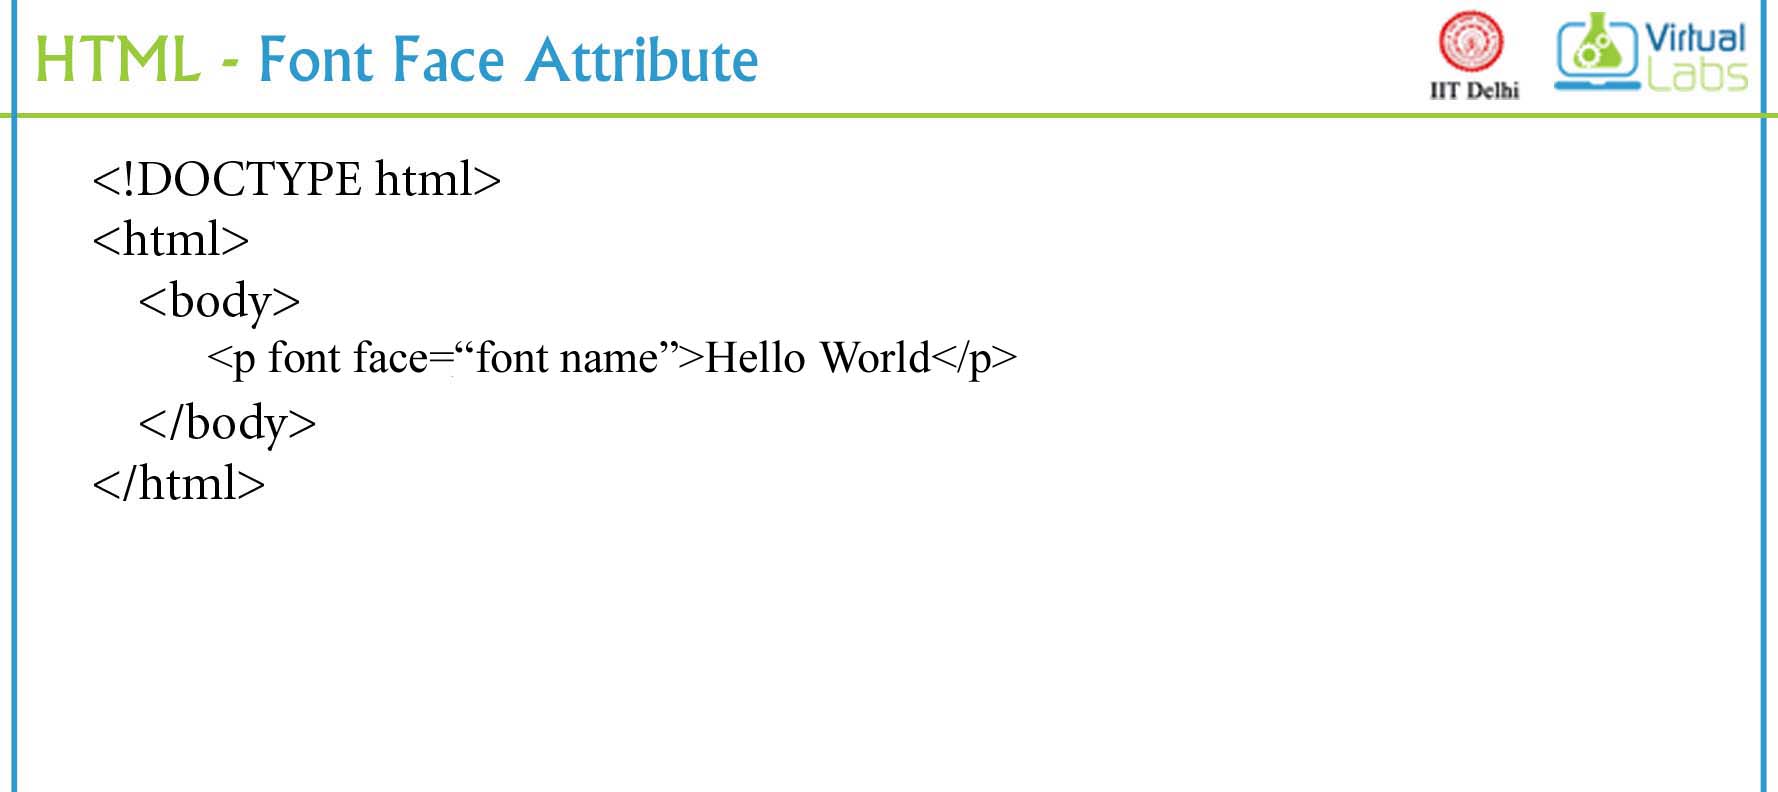 HTML - Font Face Attribute
IIT Delhi
Virtual
Labs
<!DOCTYPE html>
<html>
<body>
<p font face=“font name”>Hello World</p>
</body>
</html>